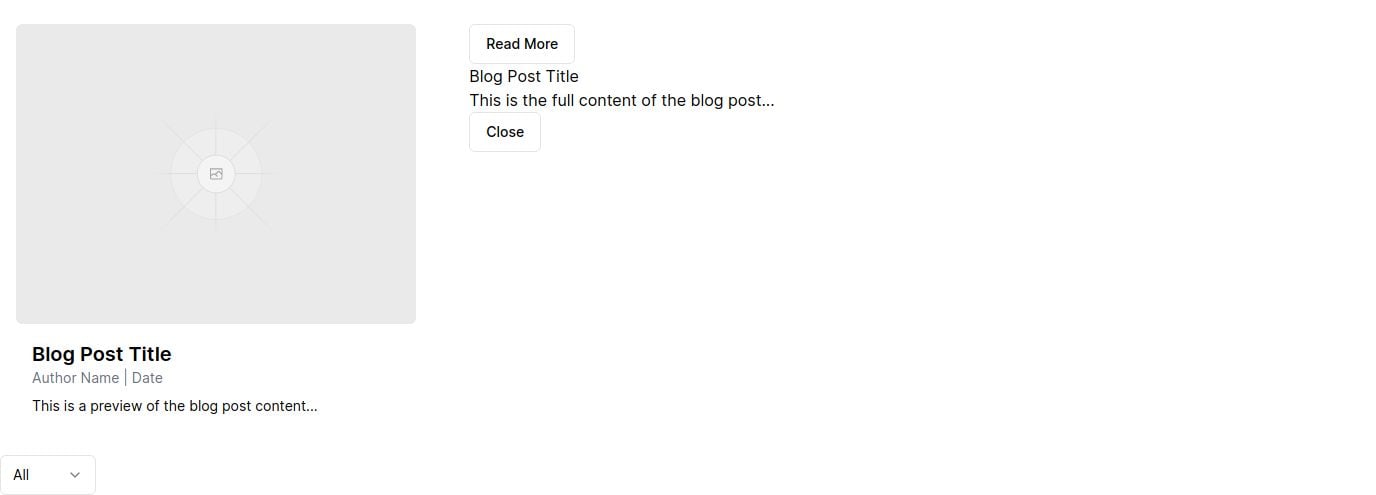 Blog Post Title
Author Name | Date
This is a preview of the blog post content...
Read More
Blog Post Title
This is the full content of the blog post...
Close
All